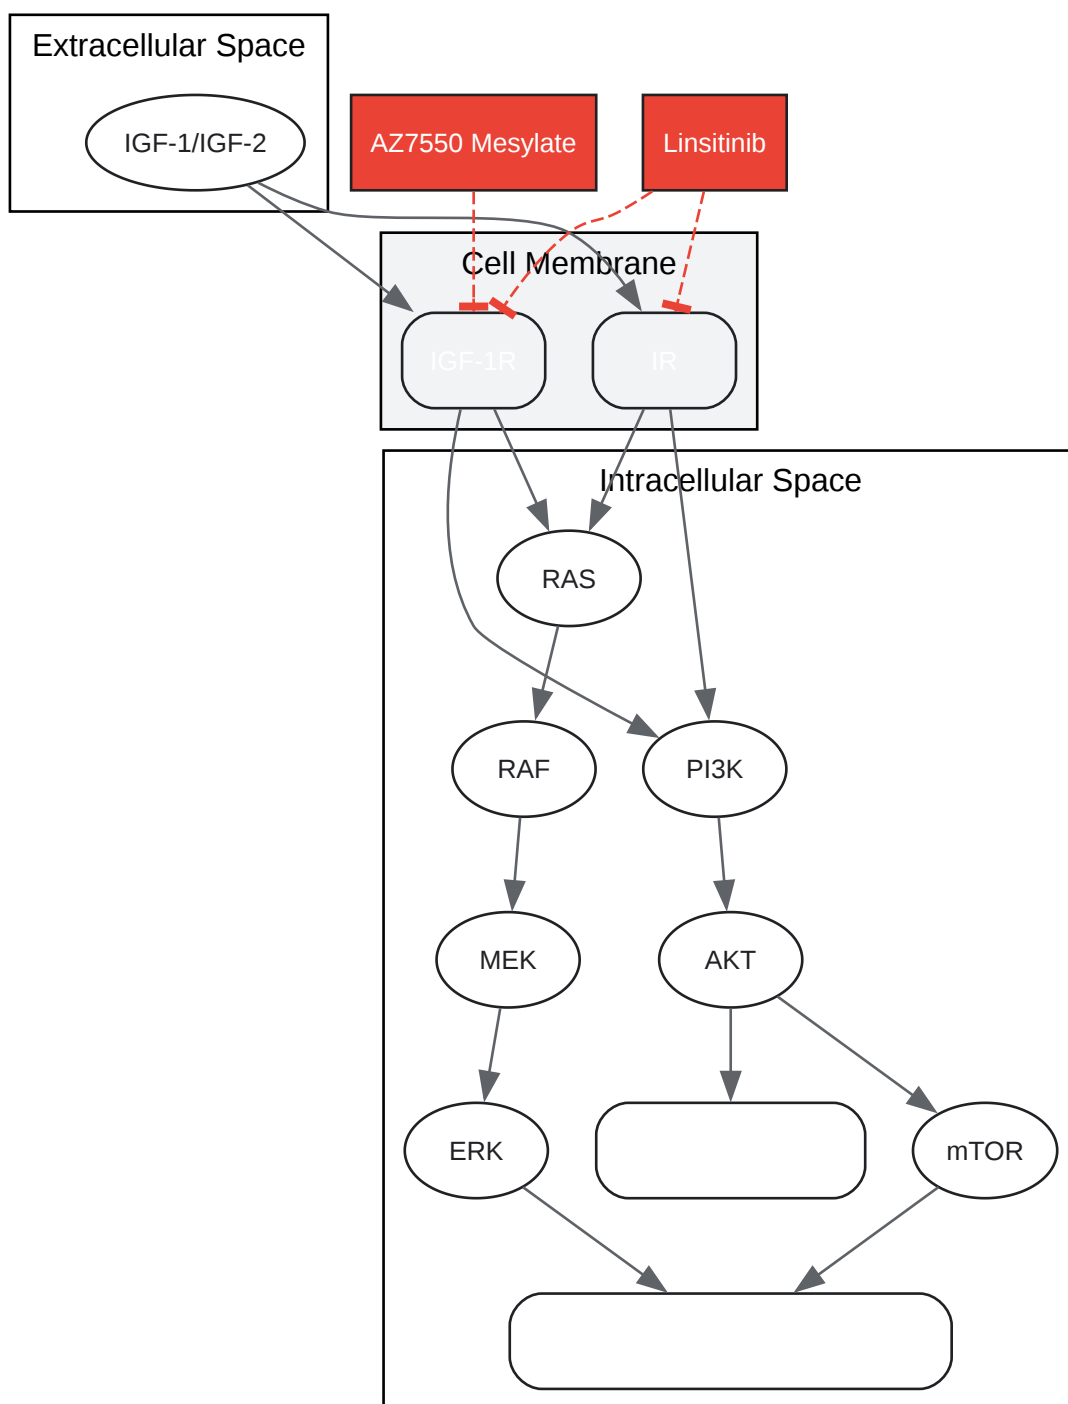 Extracellular Space
IGF-1/IGF-2
AZ7550 Mesylate
Linsitinib
Cell Membrane
IGF-1R
IR
Intracellular Space
RAS
RAF
PI3K
MEK
AKT
ERK
mTOR